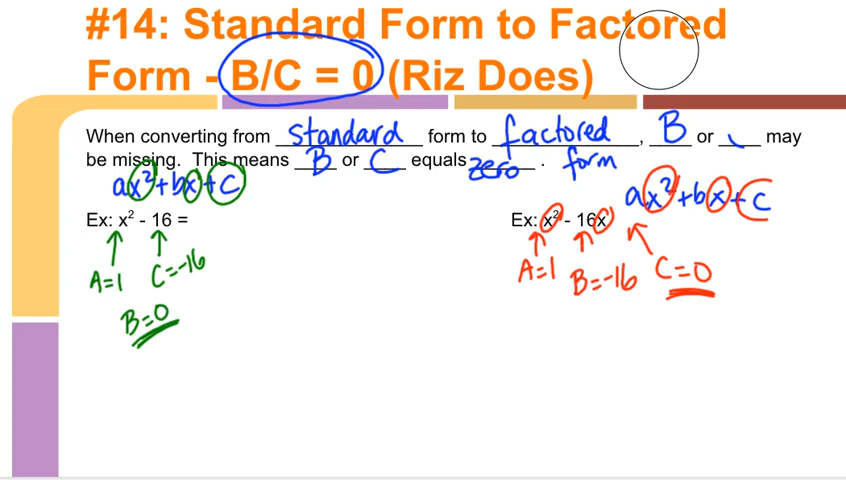 #14: Standard Form to Factored
Form - B/C = 0 (Riz Does)
When converting from standard form to factored, B or may
be missing. This means B or C equals zero. form
ax²+bx+c
ax²+bx+c
Ex: x² - 16 =
Ex: x² - 16x
A=1 C=-16
A=1 B=-16 C=0
B=0